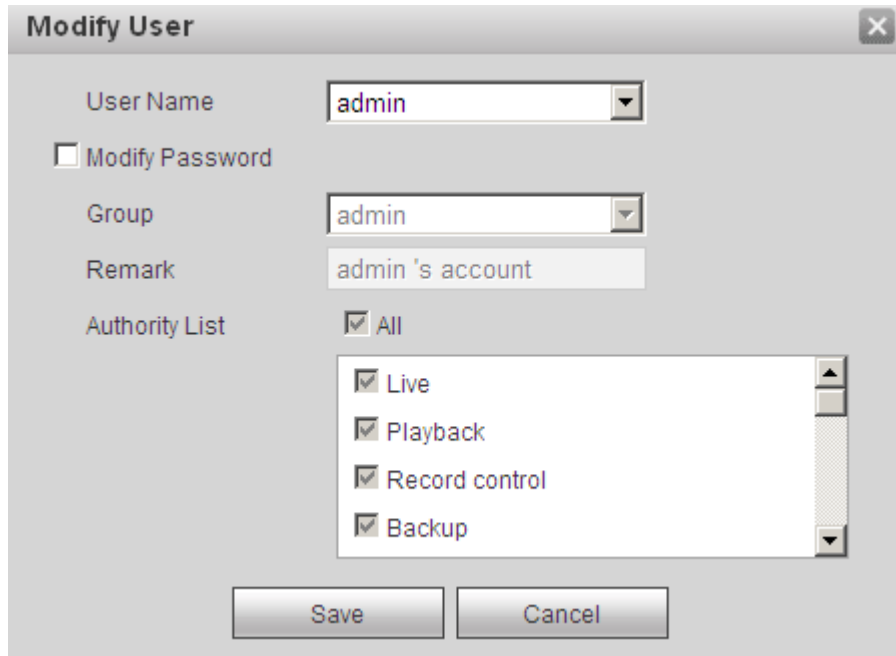 Modify User
User Name admin
Modify Password
Group admin
Remark admin 's account
Authority List All
Live
Playback
Record control
Backup
Save Cancel